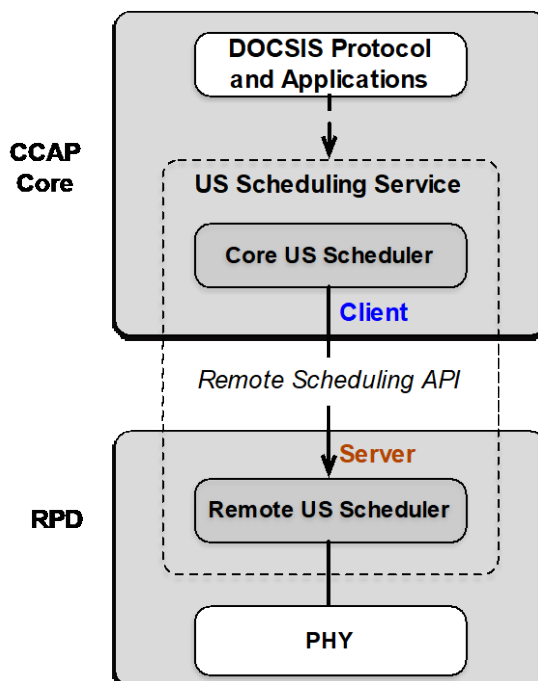 DOCSIS Protocol
and Applications
CCAP
Core
US Scheduling Service
Core US Scheduler
Client
Remote Scheduling API
Server
Remote US Scheduler
RPD
PHY